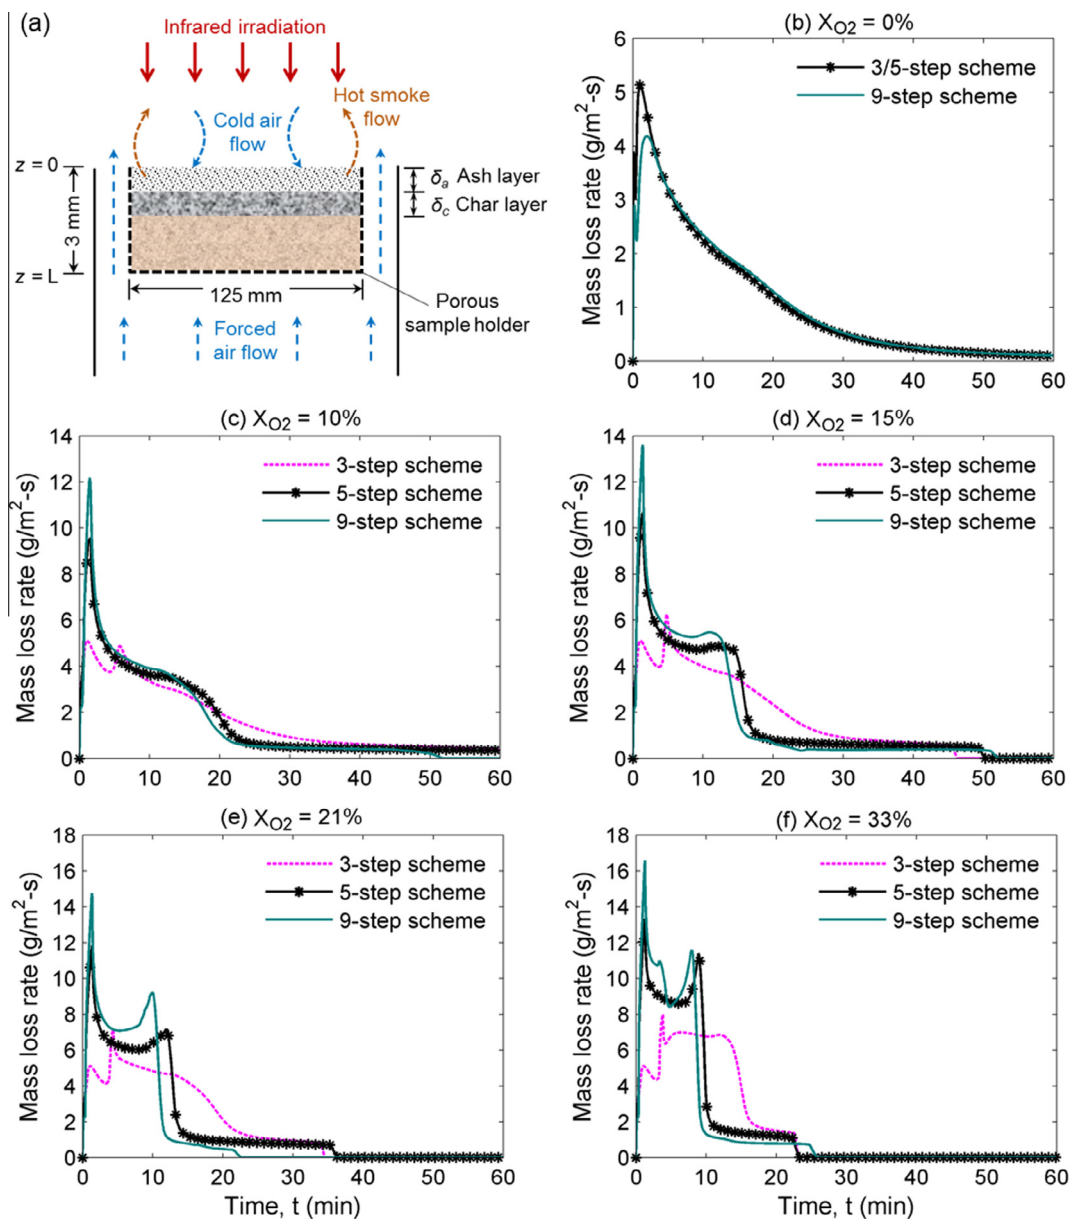 (a)
Infrared irradiation
Hot smoke
flow
Cold air
flow
z = 0
δa Ash layer
δc Char layer
3 mm
z = L
125 mm
Porous
sample holder
Forced
air flow
(b) XO2 = 0%
Mass loss rate (g/m²-s)
6
5
4
3
2
1
0
3/5-step scheme
9-step scheme
0 10 20 30 40 50 60
(c) XO2 = 10%
Mass loss rate (g/m²-s)
14
12
10
8
6
4
2
0
3-step scheme
5-step scheme
9-step scheme
0 10 20 30 40 50 60
(d) XO2 = 15%
Mass loss rate (g/m²-s)
14
12
10
8
6
4
2
0
3-step scheme
5-step scheme
9-step scheme
0 10 20 30 40 50 60
(e) XO2 = 21%
Mass loss rate (g/m²-s)
18
16
14
12
10
8
6
4
2
0
3-step scheme
5-step scheme
9-step scheme
0 10 20 30 40 50 60
Time, t (min)
(f) XO2 = 33%
Mass loss rate (g/m²-s)
18
16
14
12
10
8
6
4
2
0
3-step scheme
5-step scheme
9-step scheme
0 10 20 30 40 50 60
Time, t (min)